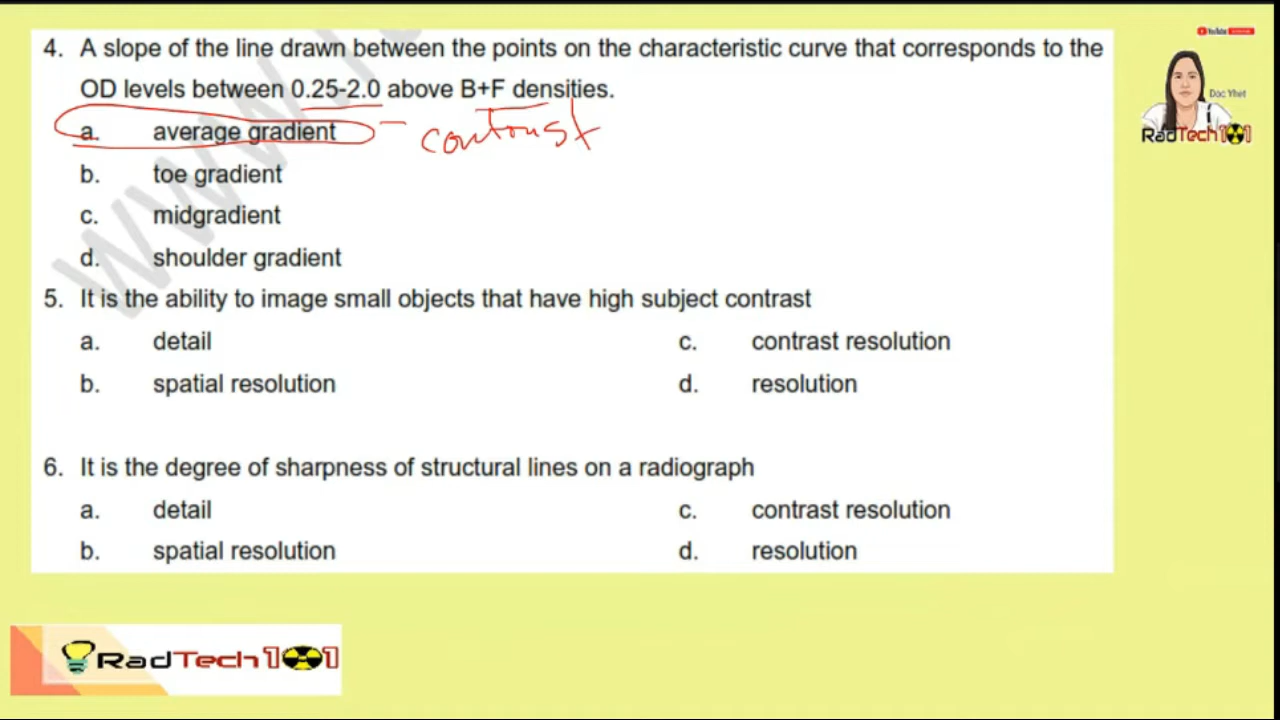 4. A slope of the line drawn between the points on the characteristic curve that corresponds to the
OD levels between 0.25-2.0 above B+F densities.
a. average gradient - contrast
b. toe gradient
c. midgradient
d. shoulder gradient
5. It is the ability to image small objects that have high subject contrast
a. detail c. contrast resolution
b. spatial resolution d. resolution
6. It is the degree of sharpness of structural lines on a radiograph
a. detail c. contrast resolution
b. spatial resolution d. resolution
YouTube
Doc Yhet
RadTech101
RadTech101